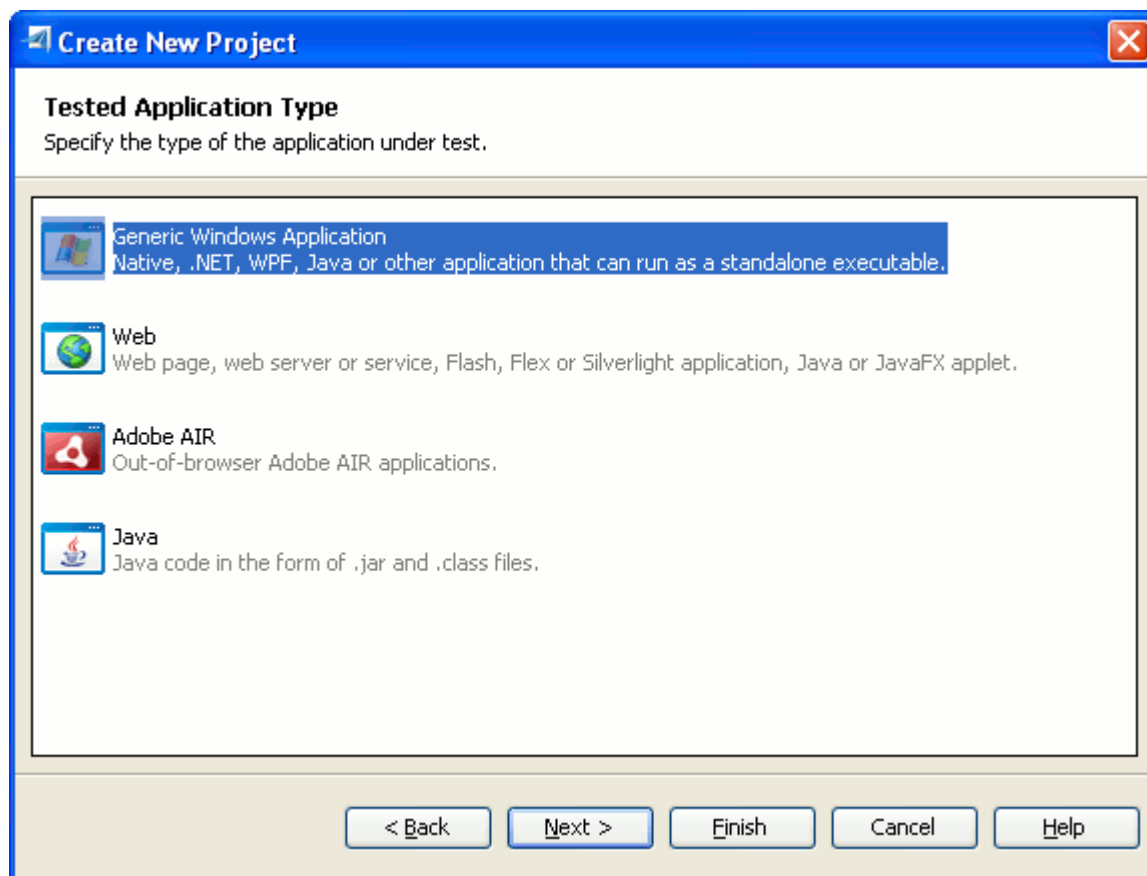 Create New Project
Tested Application Type
Specify the type of the application under test.
Generic Windows Application
Native, .NET, WPF, Java or other application that can run as a standalone executable.
Web
Web page, web server or service, Flash, Flex or Silverlight application, Java or JavaFX applet.
Adobe AIR
Out-of-browser Adobe AIR applications.
Java
Java code in the form of .jar and .class files.
< Back
Next >
Finish
Cancel
Help